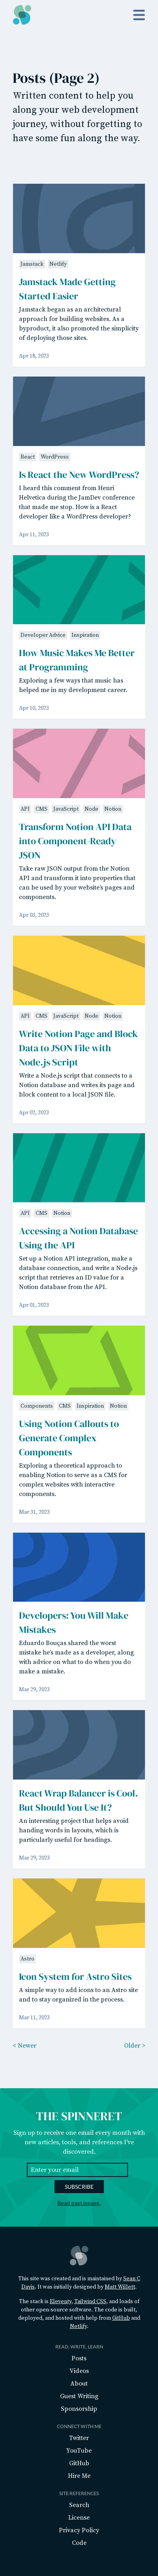 Posts (Page 2)
Written content to help you
along your web development
journey, without forgetting to
have some fun along the way.
Jamstack Netlify
Jamstack Made Getting
Started Easier
Jamstack began as an architectural
approach for building websites. As a
byproduct, it also promoted the simplicity
of deploying those sites.
Apr 18, 2023
React WordPress
Is React the New WordPress?
I heard this comment from Henri
Helvetica during the JamDev conference
that made me stop. How is a React
developer like a WordPress developer?
Apr 11, 2023
Developer Advice Inspiration
How Music Makes Me Better
at Programming
Exploring a few ways that music has
helped me in my development career.
Apr 10, 2023
API CMS JavaScript Node Notion
Transform Notion API Data
into Component-Ready
JSON
Take raw JSON output from the Notion
API and transform it into properties that
can be used by your website's pages and
components.
Apr 03, 2023
API CMS JavaScript Node Notion
Write Notion Page and Block
Data to JSON File with
Node.js Script
Write a Node.js script that connects to a
Notion database and writes its page and
block content to a local JSON file.
Apr 02, 2023
API CMS Notion
Accessing a Notion Database
Using the API
Set up a Notion API integration, make a
database connection, and write a Node.js
script that retrieves an ID value for a
Notion database from the API.
Apr 01, 2023
Components CMS Inspiration Notion
Using Notion Callouts to
Generate Complex
Components
Exploring a theoretical approach to
enabling Notion to serve as a CMS for
complex websites with interactive
components.
Mar 31, 2023
Developers: You Will Make
Mistakes
Eduardo Bouças shared the worst
mistake he's made as a developer, along
with advice on what to do when you do
make a mistake.
Mar 29, 2023
React Wrap Balancer is Cool.
But Should You Use It?
An interesting project that helps avoid
handing words or layouts, which is
particularly useful for headings.
Mar 29, 2023
Astro
Icon System for Astro Sites
A simple way to add icons to an Astro site
and to stay organized in the process.
Mar 11, 2023
< Newer Older >
THE SPINNERET
Sign up to receive one email every month with
new articles, tools, and references I've
discovered.
Enter your email
SUBSCRIBE
Read past issues.
This site was created and is maintained by Sean C
Davis. It was initially designed by Matt Willett.
The stack is Eleventy, Tailwind CSS, and loads of
other open source software. The code is built,
deployed, and hosted with help from GitHub and
Netlify.
READ, WRITE, LEARN
Posts
Videos
About
Guest Writing
Sponsorship
CONNECT WITH ME
Twitter
YouTube
GitHub
Hire Me
SITE REFERENCES
Search
License
Privacy Policy
Code